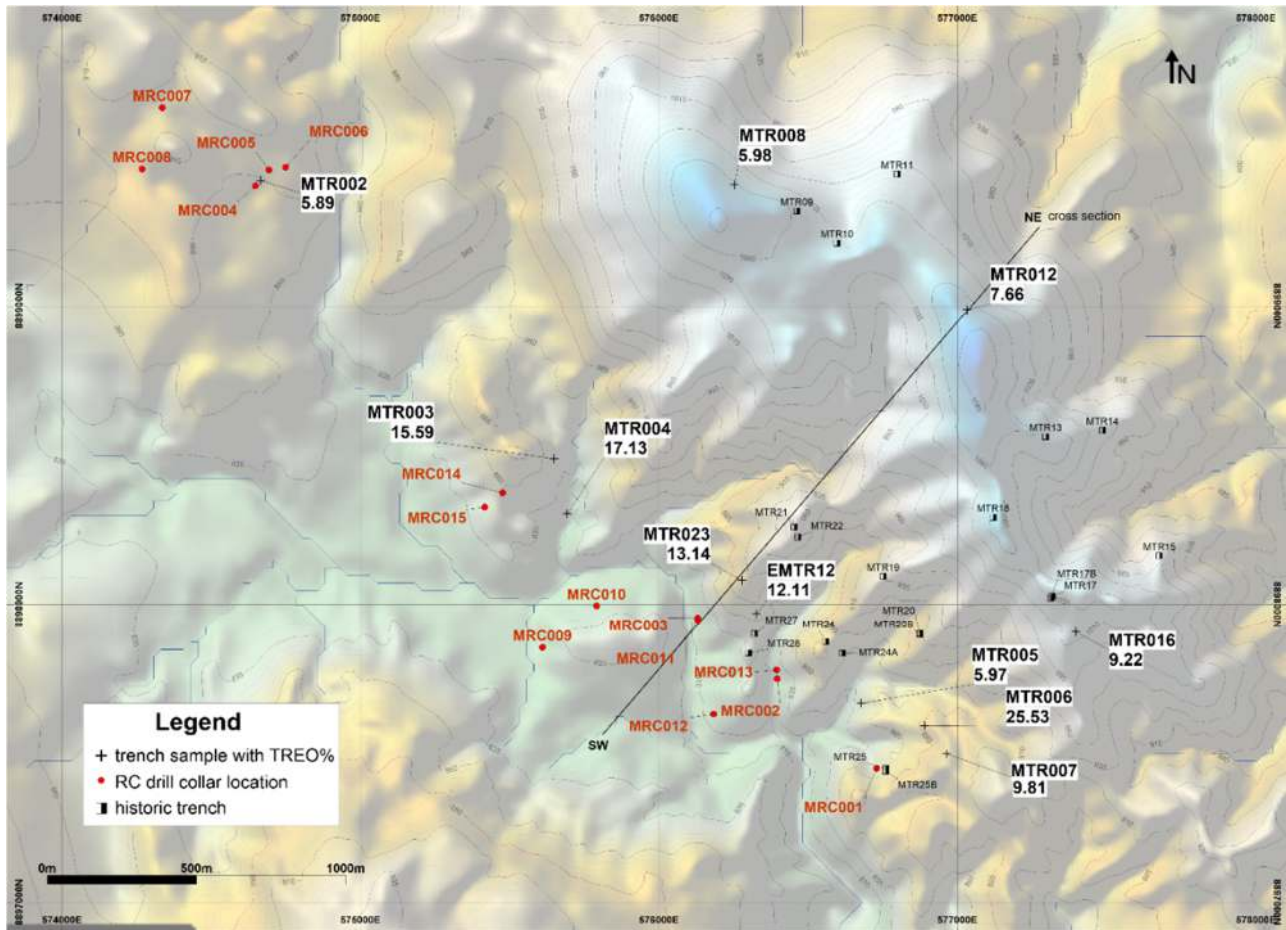 574000E
575000E
576000E
577000E
578000E
N
MRC007
MRC005
MRC006
MRC008
MTR002
5.89
MRC004
MTR008
5.98
MTR11
MTR09
MTR10
NE cross section
MTR012
7.66
8899000N
MTR003
15.59
MTR004
17.13
MRC014
MRC015
MTR13
MTR14
MTR18
MTR21
MTR22
MTR023
13.14
EMTR12
12.11
MTR19
MTR15
MTR17B
MTR17
MRC010
MRC003
MRC009
MRC011
MTR27
MTR28
MTR24
MTR24A
MTR20
MTR20B
8898000N
MTR016
9.22
MRC013
MTR005
5.97
MTR006
25.53
MRC012
MRC002
SW
MTR25
MTR25B
MTR007
9.81
MRC001
Legend
trench sample with TREO%
RC drill collar location
historic trench
0m
500m
1000m
8897000N
574000E
575000E
576000E
577000E
578000E